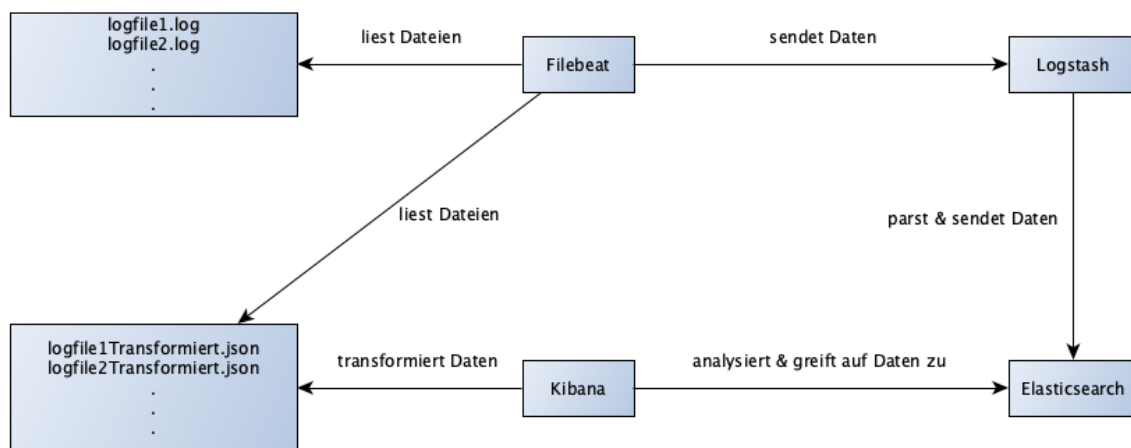 logfile1.log
logfile2.log
.
.
.
liest Dateien
Filebeat
sendet Daten
Logstash
liest Dateien
parst & sendet Daten
logfile1Transformiert.json
logfile2Transformiert.json
.
.
.
transformiert Daten
Kibana
analysiert & greift auf Daten zu
Elasticsearch